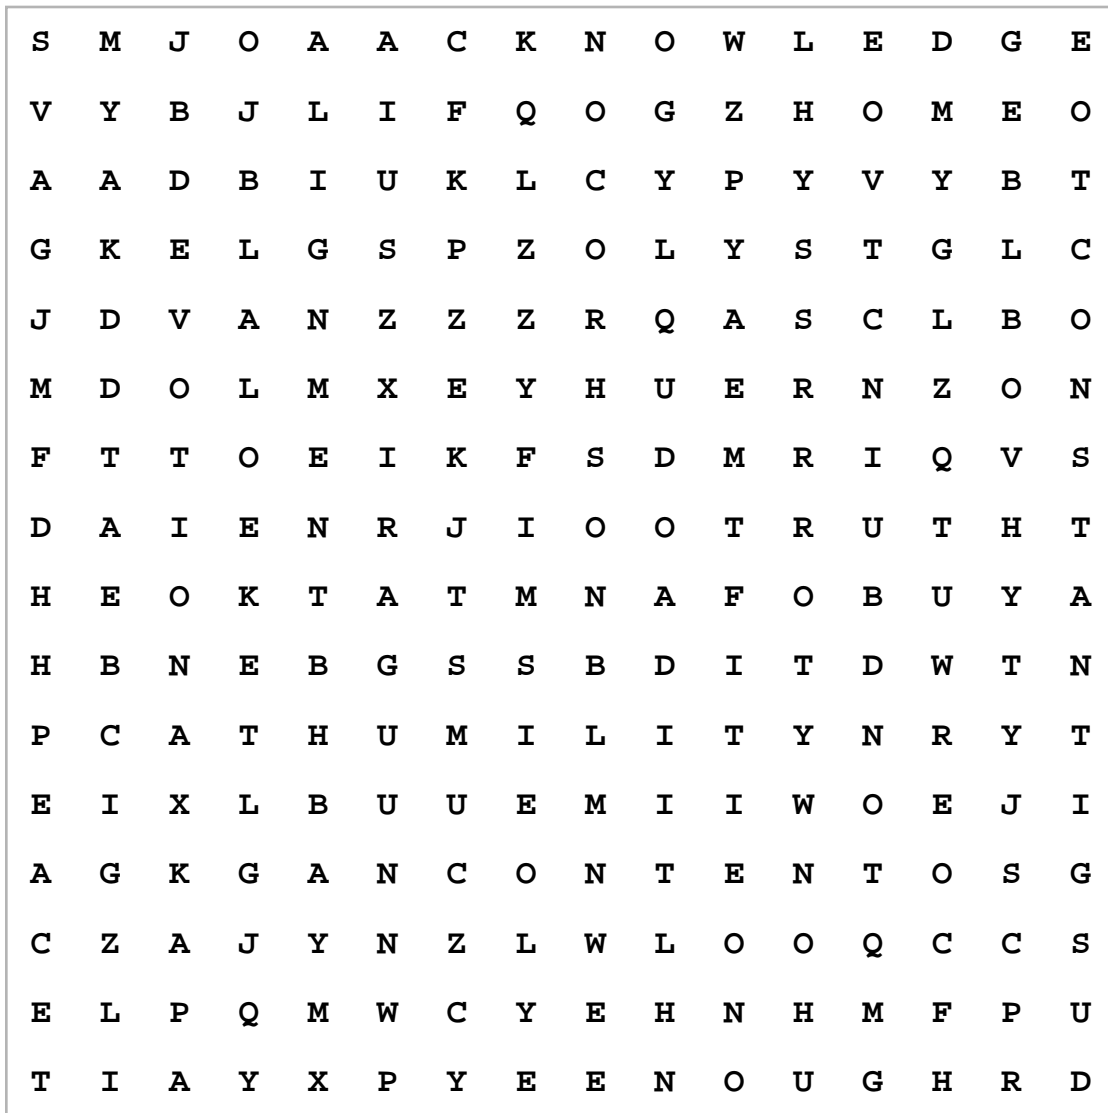 S M J O A A C K N O W L E D G E
V Y B J L I F Q O G Z H O M E O
A A D B I U K L C Y P Y V Y B T
G K E L G S P Z O L Y S T G L C
J D V A N Z Z Z R Q A S C L B O
M D O L M X E Y H U E R N Z O N
F T T O E I K F S D M R I Q V S
D A I E N R J I O O T R U T H T
H E O K T A T M N A F O B U Y A
H B N E B G S S B D I T D W T N
P C A T H U M I L I T Y N R Y T
E I X L B U U E M I I W O E J I
A G K G A N C O N T E N T O S G
C Z A J Y N Z L W L O O Q C C S
E L P Q M W C Y E H N H M F P U
T I A Y X P Y E E N O U G H R D